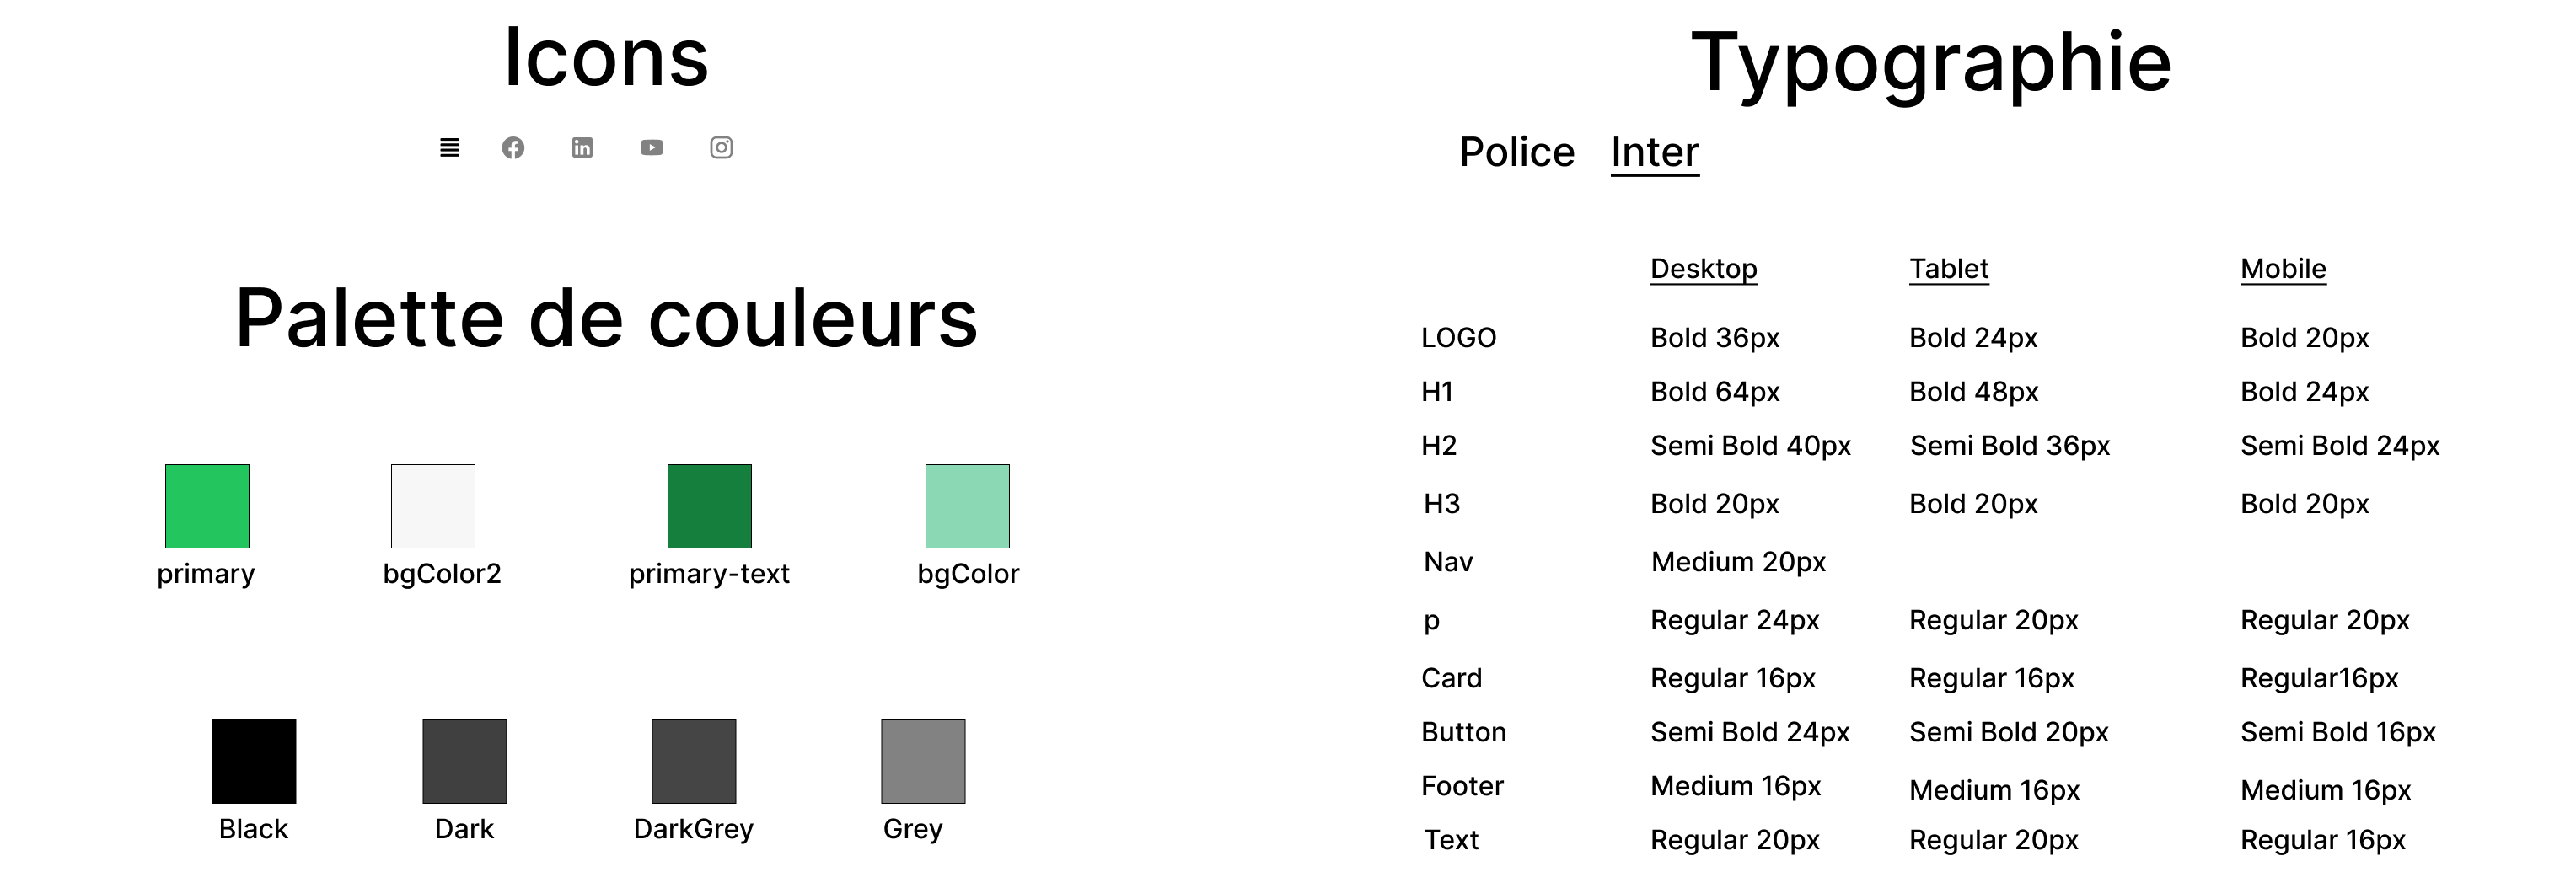 Icons
Palette de couleurs
primary bgColor2 primary-text bgColor
Black Dark DarkGrey Grey
Typographie
Police Inter
Desktop Tablet Mobile
LOGO Bold 36px Bold 24px Bold 20px
H1 Bold 64px Bold 48px Bold 24px
H2 Semi Bold 40px Semi Bold 36px Semi Bold 24px
H3 Bold 20px Bold 20px Bold 20px
Nav Medium 20px
p Regular 24px Regular 20px Regular 20px
Card Regular 16px Regular 16px Regular16px
Button Semi Bold 24px Semi Bold 20px Semi Bold 16px
Footer Medium 16px Medium 16px Medium 16px
Text Regular 20px Regular 20px Regular 16px